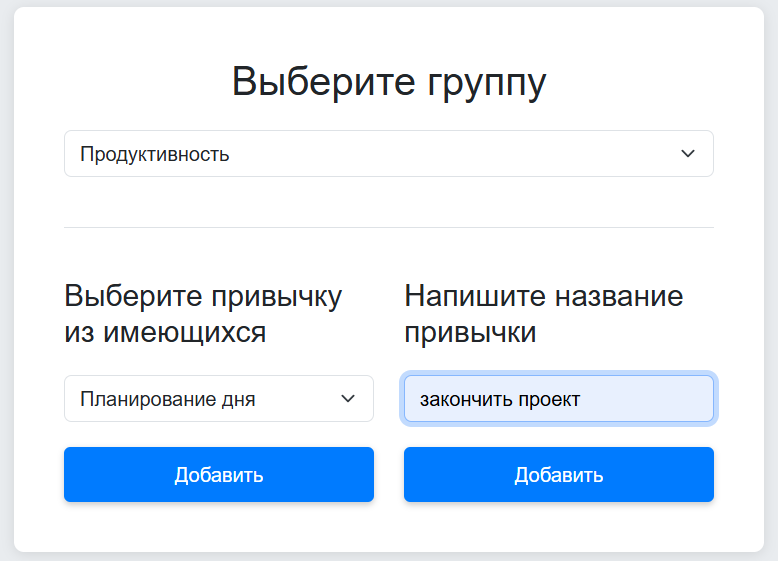 Выберите группу
Продуктивность
Выберите привычку
из имеющихся
Планирование дня
Добавить
Напишите название
привычки
закончить проект
Добавить